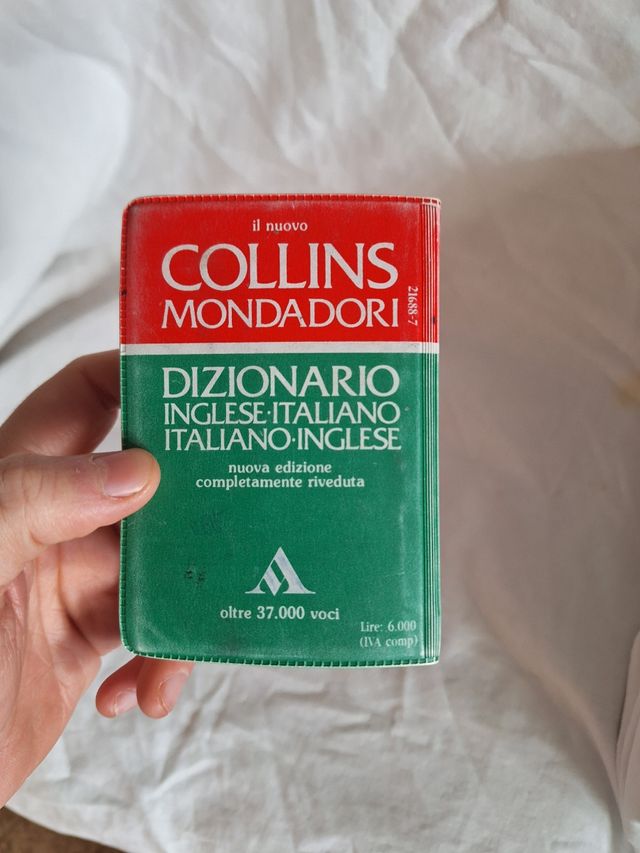 il nuovo
COLLINS
MONDADORI
21688-7
DIZIONARIO
INGLESE·ITALIANO
ITALIANO·INGLESE
nuova edizione
completamente riveduta
oltre 37.000 voci
Lire: 6.000
(IVA comp)